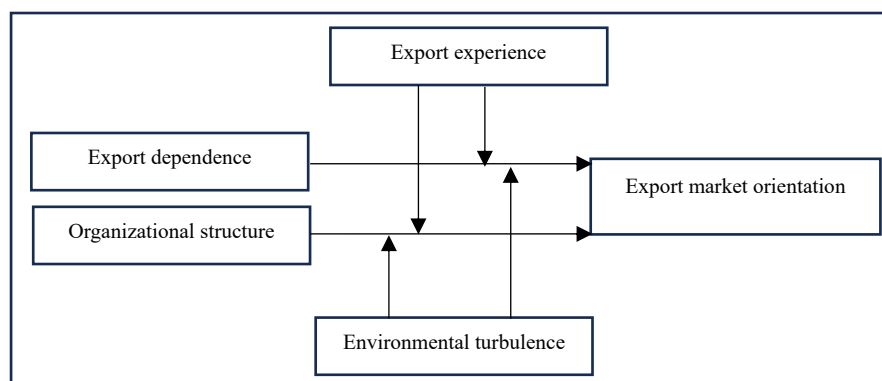 Export experience
Export dependence
Export market orientation
Organizational structure
Environmental turbulence